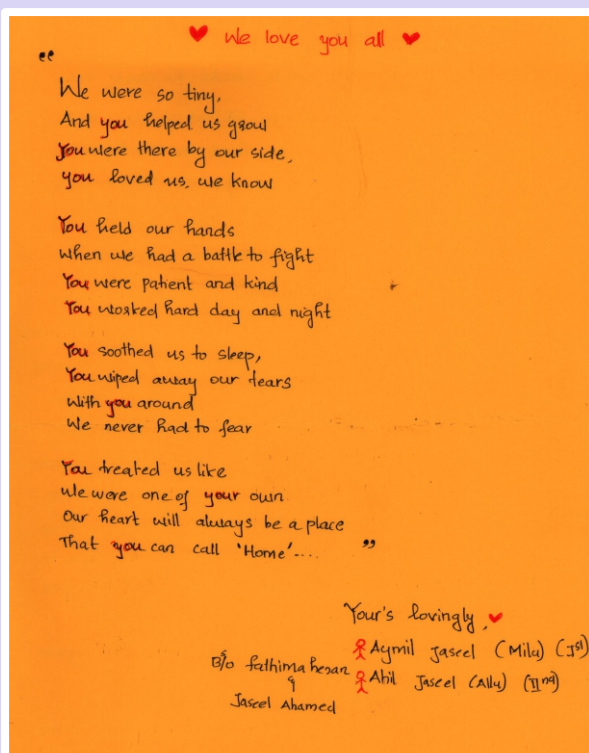 ♥ We love you all ♥
"
We were so tiny,
And you helped us grow
You were there by our side,
you loved us, we know
You held our hands
When we had a battle to fight
You were patient and kind
You worked hard day and night
You soothed us to sleep,
You wiped away our tears
With you around
We never had to fear
You treated us like
We were one of your own.
Our heart will always be a place
That you can call 'Home'.... "
Your's lovingly, ♥
Aymil Jaseel (Milu) (Ist)
B/o fathima hesan
Ahil Jaseel (Allu) (IInd)
&
Jaseel Ahamed